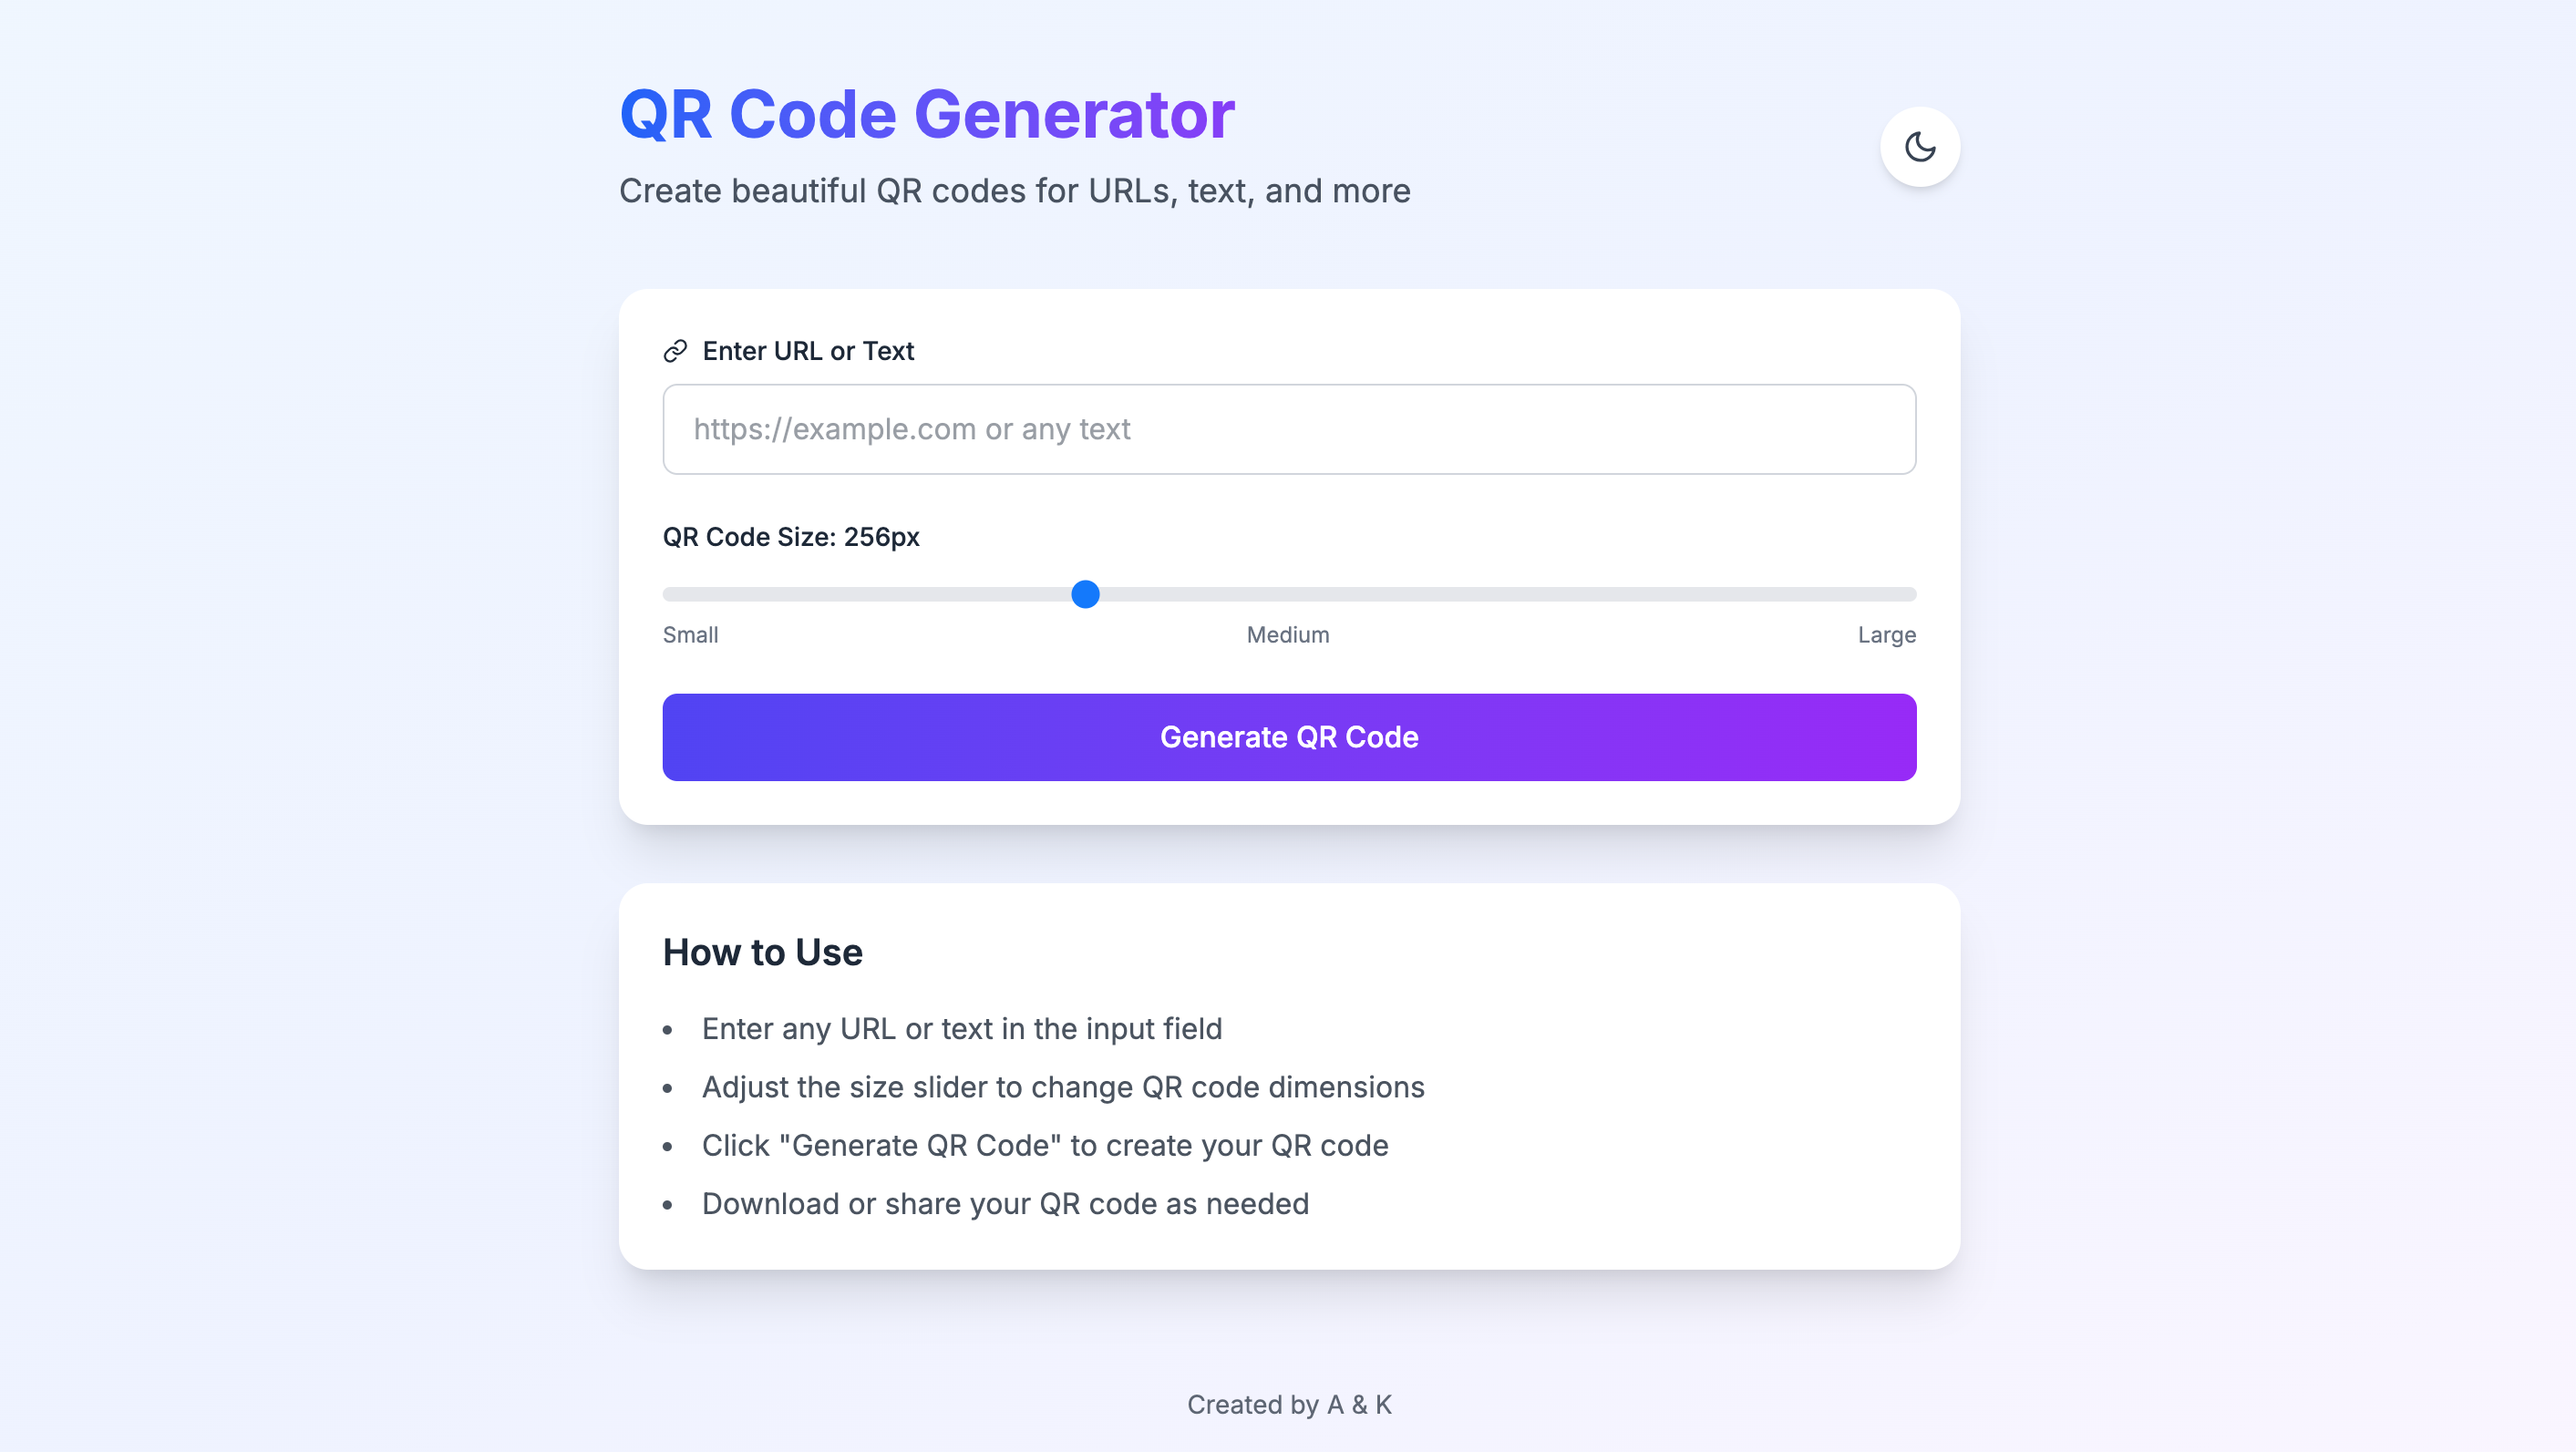 QR Code Generator
Create beautiful QR codes for URLs, text, and more
Enter URL or Text
https://example.com or any text
QR Code Size: 256px
Small Medium Large
Generate QR Code
How to Use
• Enter any URL or text in the input field
• Adjust the size slider to change QR code dimensions
• Click "Generate QR Code" to create your QR code
• Download or share your QR code as needed
Created by A & K